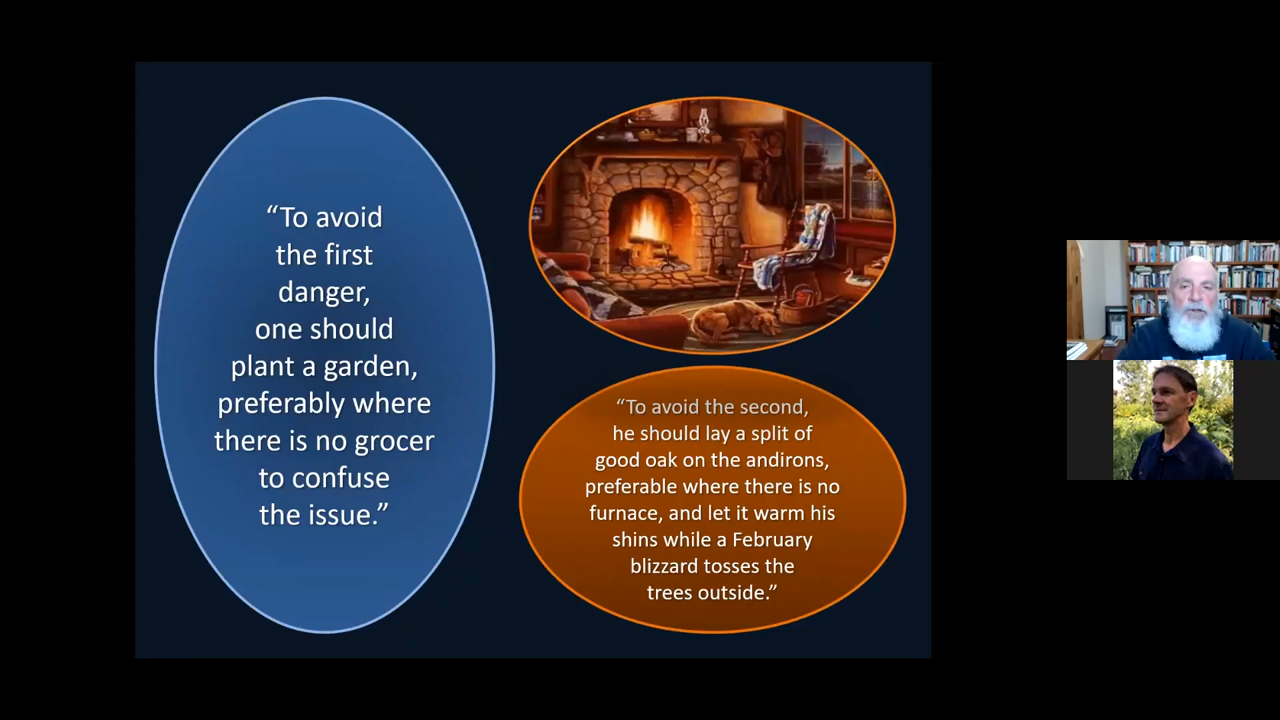 “To avoid
the first
danger,
one should
plant a garden,
preferably where
there is no grocer
to confuse
the issue.”
“To avoid the second,
he should lay a split of
good oak on the andirons,
preferable where there is no
furnace, and let it warm his
shins while a February
blizzard tosses the
trees outside.”